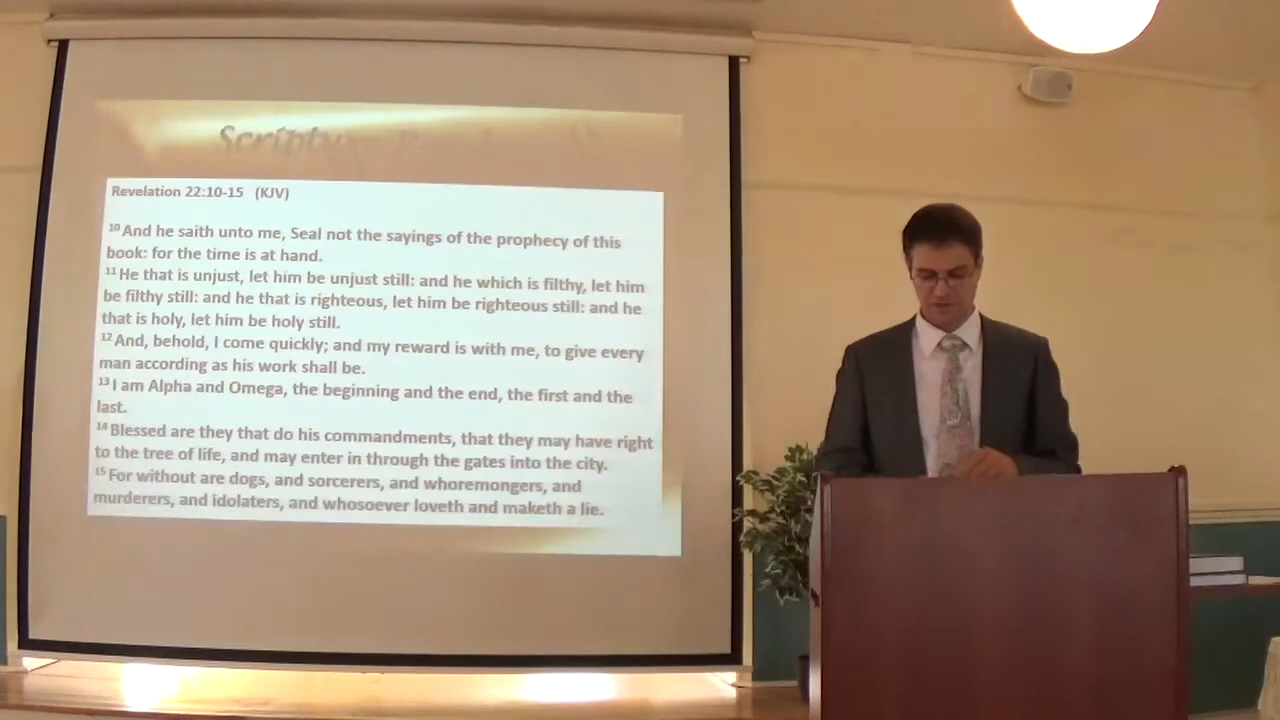 Scripture
Revelation 22:10-15 (KJV)
10 And he saith unto me, Seal not the sayings of the prophecy of this
book: for the time is at hand.
11 He that is unjust, let him be unjust still: and he which is filthy, let him
be filthy still: and he that is righteous, let him be righteous still: and he
that is holy, let him be holy still.
12 And, behold, I come quickly; and my reward is with me, to give every
man according as his work shall be.
13 I am Alpha and Omega, the beginning and the end, the first and the
last.
14 Blessed are they that do his commandments, that they may have right
to the tree of life, and may enter in through the gates into the city.
15 For without are dogs, and sorcerers, and whoremongers, and
murderers, and idolaters, and whosoever loveth and maketh a lie.